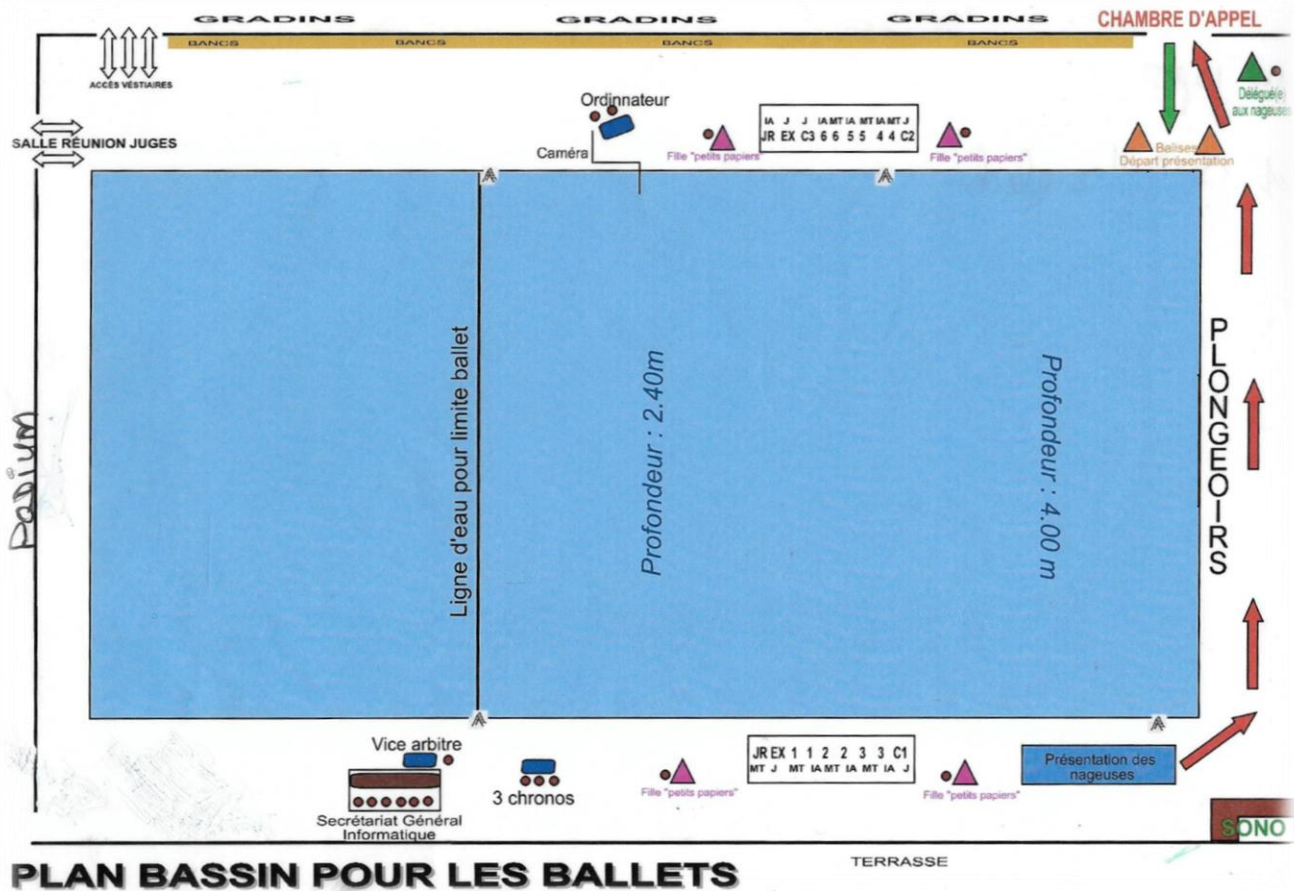 GRADINS GRADINS GRADINS
CHAMBRE D'APPEL
BANCS BANCS BANCS BANCS
ACCÈS VESTIAIRES
Délégué(e)
aux nageuses
Ordinnateur
IA J J IA MT IA MT IA MT J
JR EX C3 6 6 5 5 4 4 C2
SALLE RÉUNION JUGES
Caméra
Fille "petits papiers"
Fille "petits papiers"
Balises
Départ présentation
Ligne d'eau pour limite ballet
Profondeur : 2.40m
Profondeur : 4.00 m
PLONGEOIRS
Podium
Vice arbitre
Secrétariat Général
Informatique
3 chronos
Fille "petits papiers"
JR EX 1 1 2 2 3 3 C1
MT J MT IA MT IA MT IA J
Fille "petits papiers"
Présentation des
nageuses
SONO
TERRASSE
PLAN BASSIN POUR LES BALLETS